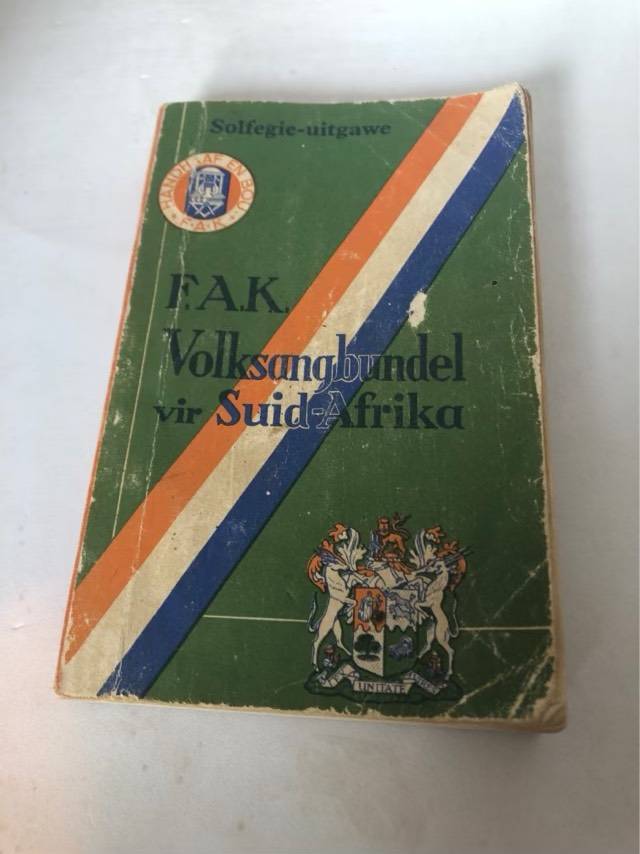 Solfegie-uitgawe
HANDHAAF EN BOU
F·A·K
F.A.K.
Volksangbundel
vir Suid-Afrika
UNITATE